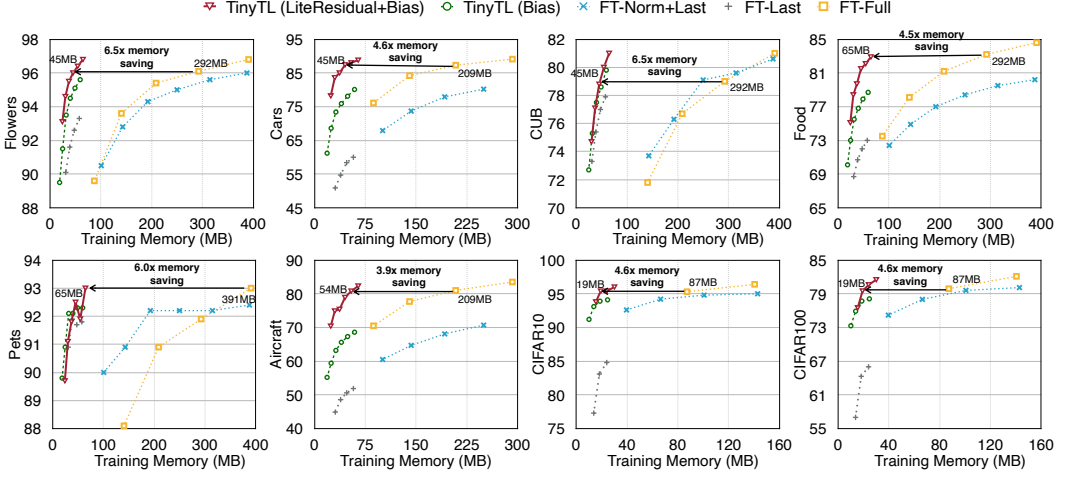 TinyTL (LiteResidual+Bias) TinyTL (Bias) FT-Norm+Last FT-Last FT-Full
Flowers
98
96
94
92
90
88
45MB
6.5x memory
saving
292MB
0 100 200 300 400
Training Memory (MB)
Cars
95
85
75
65
55
45
45MB
4.6x memory
saving
209MB
0 75 150 225 300
Training Memory (MB)
CUB
82
80
78
76
74
72
70
45MB
6.5x memory
saving
292MB
0 100 200 300 400
Training Memory (MB)
Food
85
81
77
73
69
65
65MB
4.5x memory
saving
292MB
0 100 200 300 400
Training Memory (MB)
Pets
94
93
92
91
90
89
88
65MB
6.0x memory
saving
391MB
0 100 200 300 400
Training Memory (MB)
Aircraft
90
80
70
60
50
40
54MB
3.9x memory
saving
209MB
0 75 150 225 300
Training Memory (MB)
CIFAR10
100
95
90
85
80
75
19MB
4.6x memory
saving
87MB
0 40 80 120 160
Training Memory (MB)
CIFAR100
85
79
73
67
61
55
19MB
4.6x memory
saving
87MB
0 40 80 120 160
Training Memory (MB)